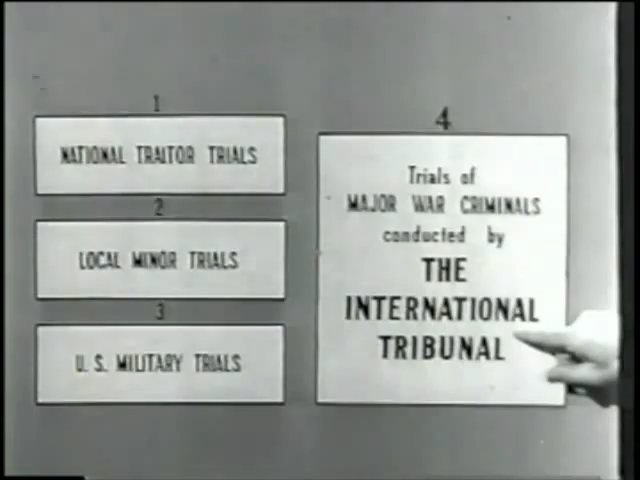 1
NATIONAL TRAITOR TRIALS
2
LOCAL MINOR TRIALS
3
U. S. MILITARY TRIALS
4
Trials of
MAJOR WAR CRIMINALS
conducted by
THE
INTERNATIONAL
TRIBUNAL